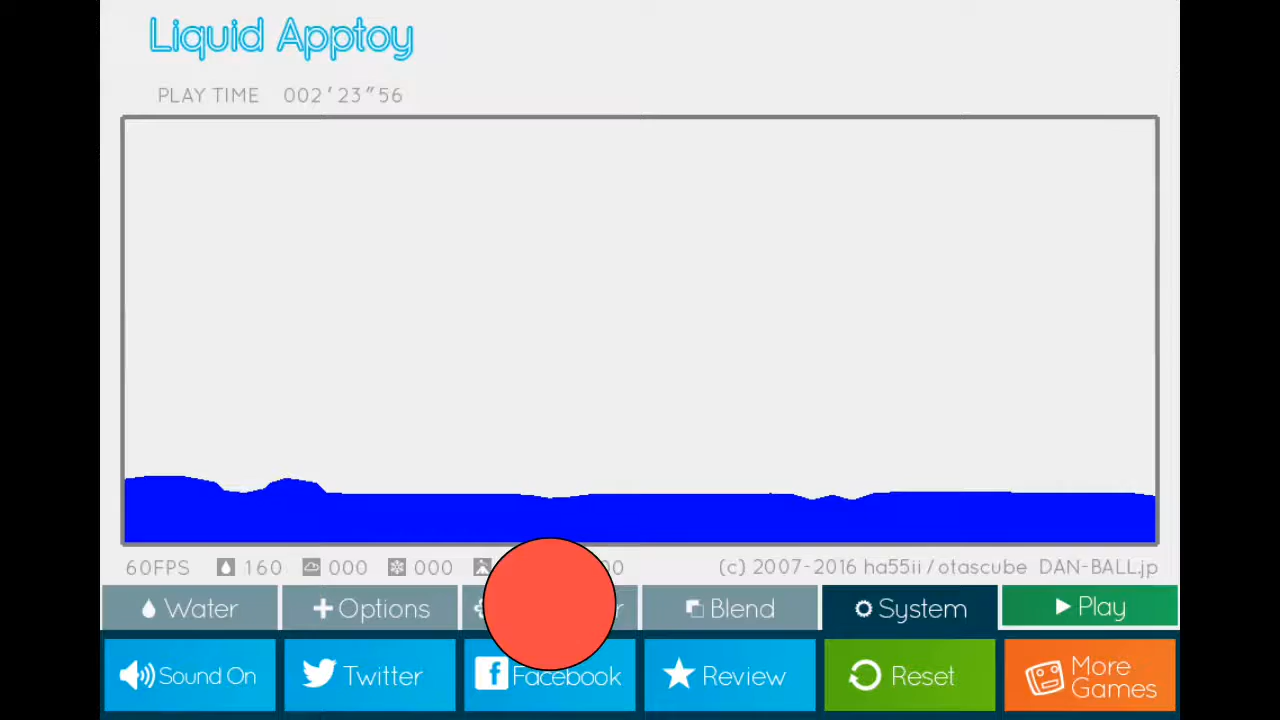 Liquid Apptoy
PLAY TIME 002'23"56
60FPS 160 000 000 00 (c) 2007-2016 ha55ii/otascube DAN-BALL.jp
Water Options Blend System Play
Sound On Twitter Facebook Review Reset More
Games